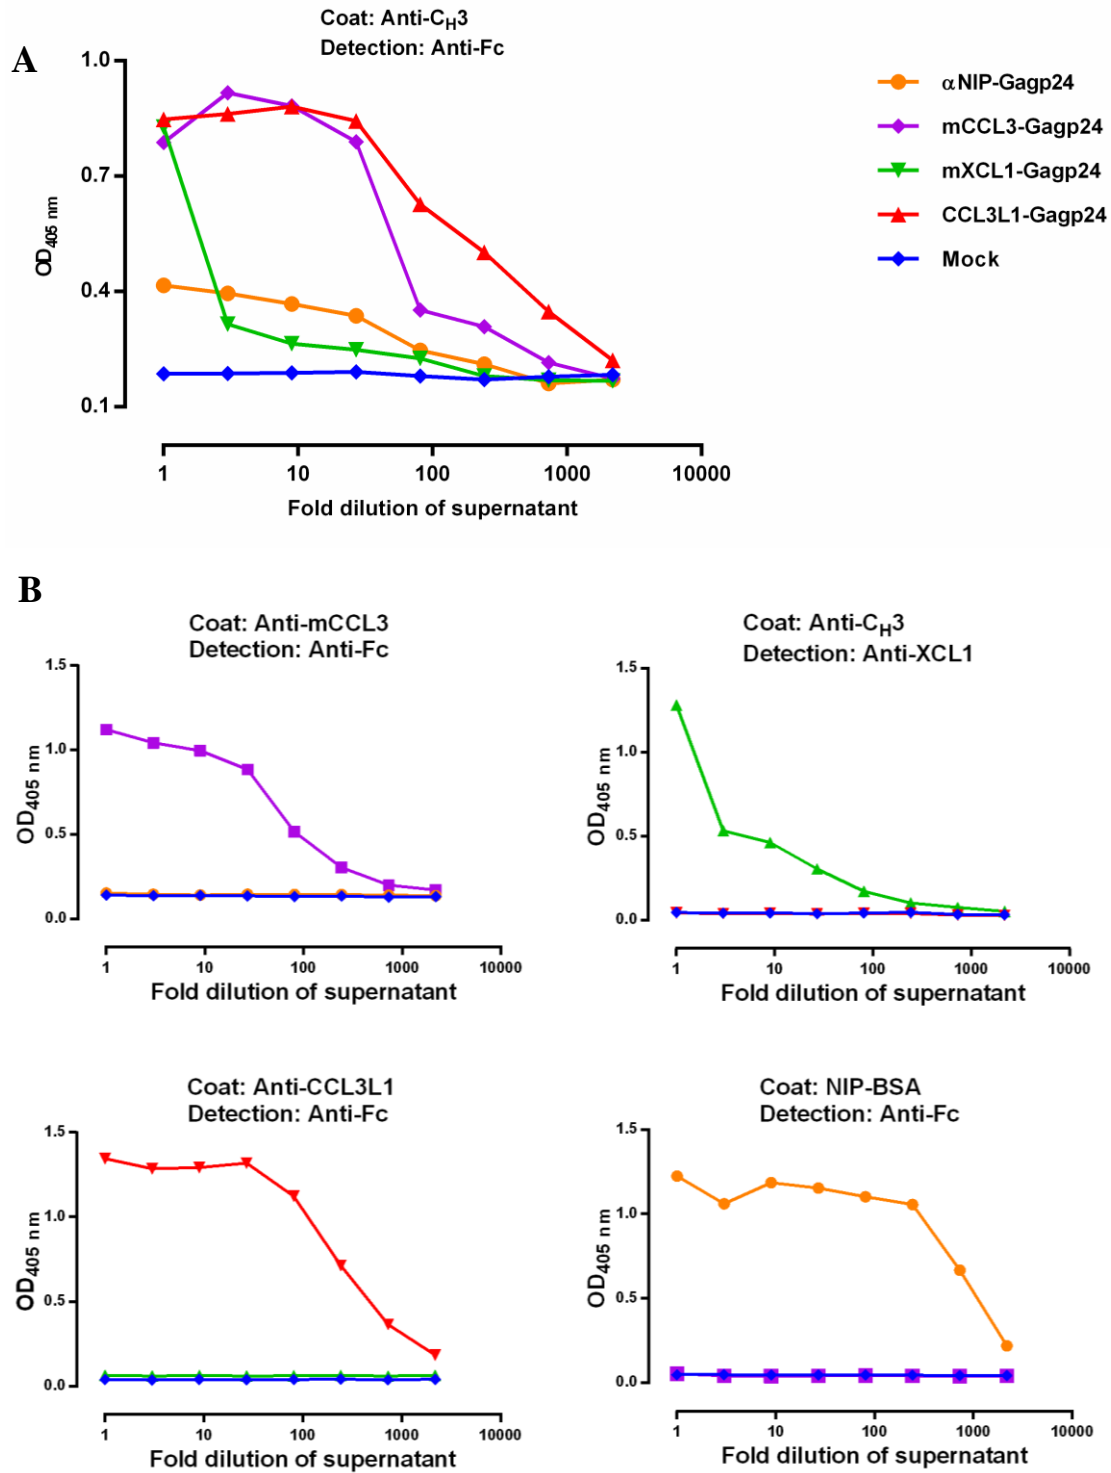 A
Coat: Anti-CH3
Detection: Anti-Fc
1.0
0.7
0.4
0.1
OD405 nm
1 10 100 1000 10000
Fold dilution of supernatant
αNIP-Gagp24
mCCL3-Gagp24
mXCL1-Gagp24
CCL3L1-Gagp24
Mock
B
Coat: Anti-mCCL3
Detection: Anti-Fc
1.5
1.0
0.5
0.0
OD405 nm
1 10 100 1000 10000
Fold dilution of supernatant
Coat: Anti-CH3
Detection: Anti-XCL1
1.5
1.0
0.5
0.0
OD405 nm
1 10 100 1000 10000
Fold dilution of supernatant
Coat: Anti-CCL3L1
Detection: Anti-Fc
1.5
1.0
0.5
0.0
OD405 nm
1 10 100 1000 10000
Fold dilution of supernatant
Coat: NIP-BSA
Detection: Anti-Fc
1.5
1.0
0.5
0.0
OD405 nm
1 10 100 1000 10000
Fold dilution of supernatant